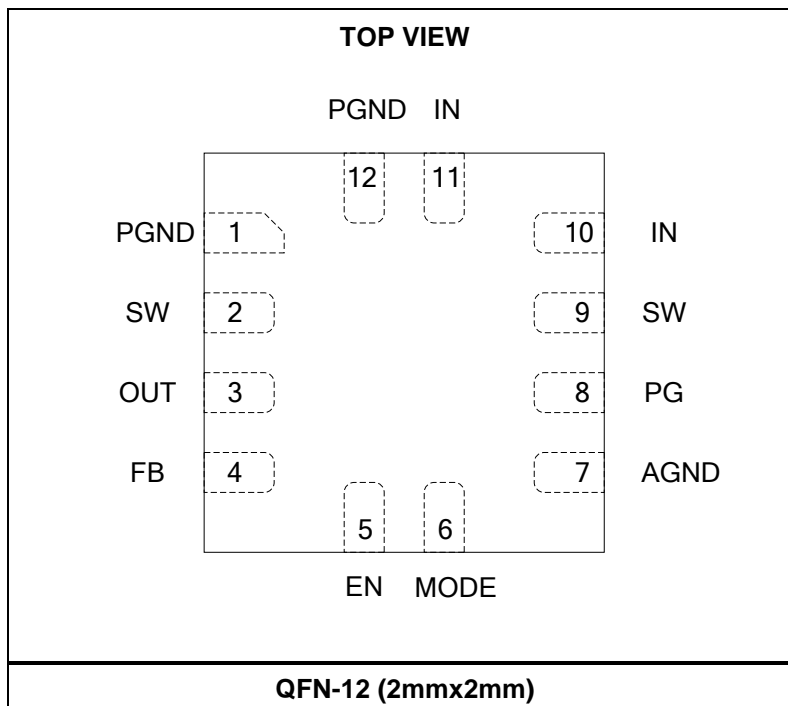 TOP VIEW
PGND IN
12 11
PGND 1 10 IN
SW 2 9 SW
OUT 3 8 PG
FB 4 7 AGND
5 6
EN MODE
QFN-12 (2mmx2mm)